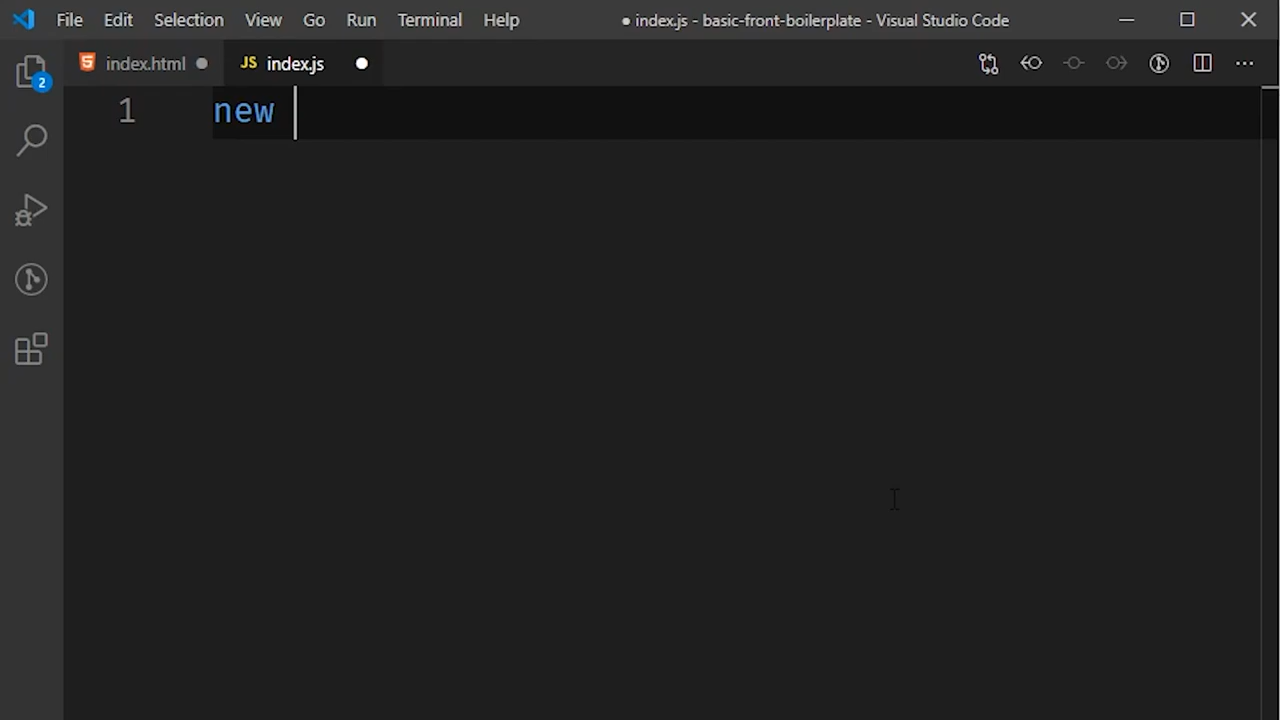 File Edit Selection View Go Run Terminal Help ● index.js - basic-front-boilerplate - Visual Studio Code
index.html JS index.js
2
1 new